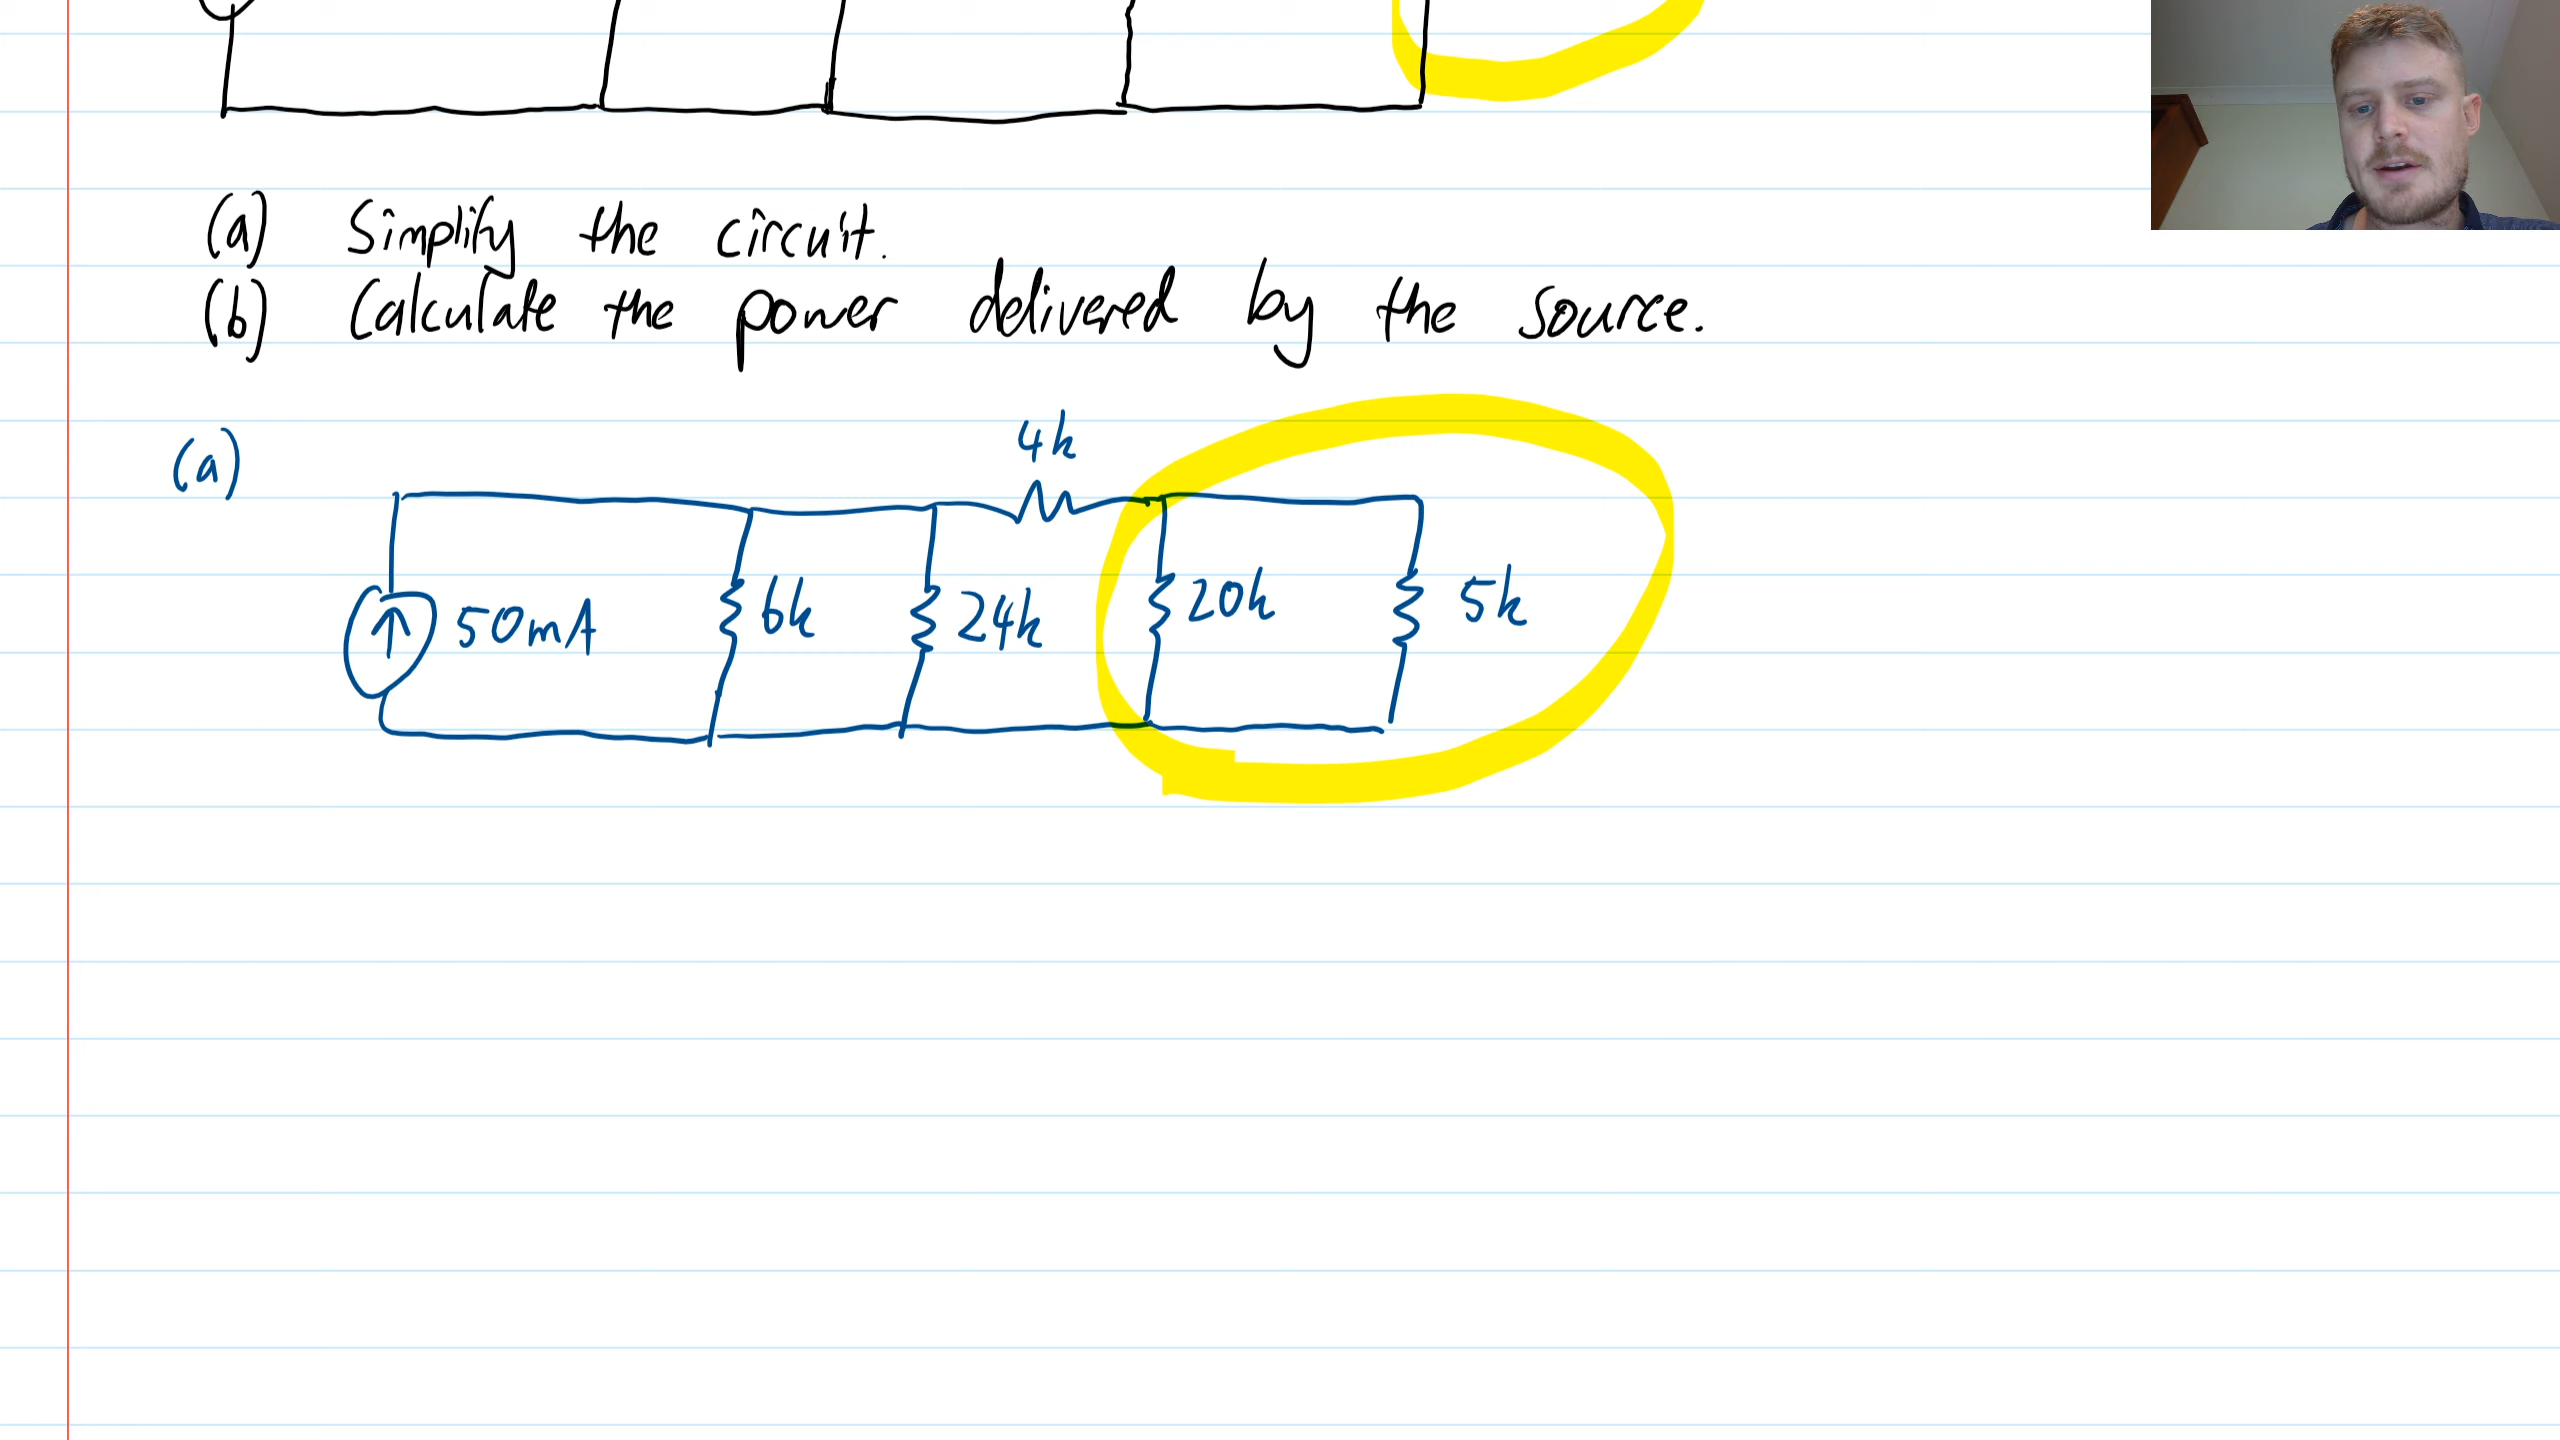 (a) Simplify the circuit.
(b) Calculate the power delivered by the source.
(a)
4k
50mA 6k 24k 20k 5k